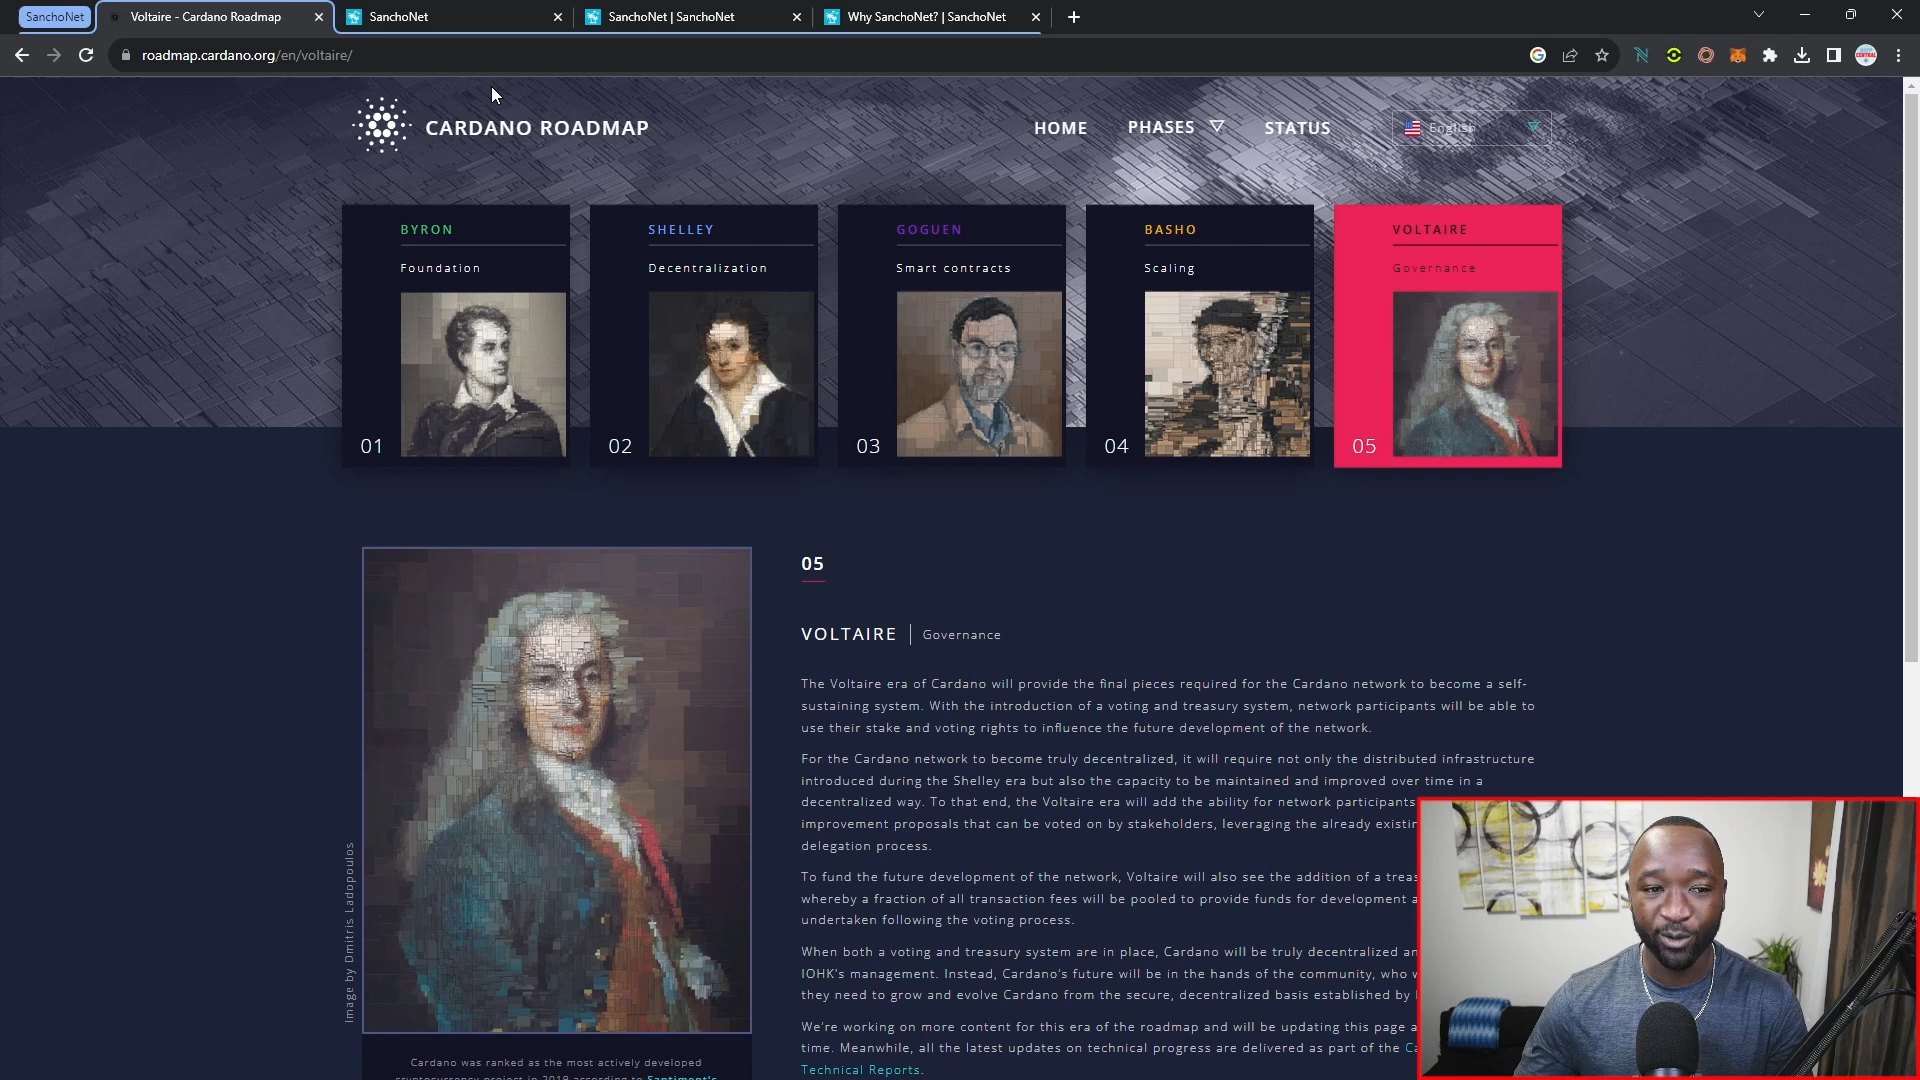 SanchoNet
Voltaire - Cardano Roadmap
SanchoNet
SanchoNet | SanchoNet
Why SanchoNet? | SanchoNet
roadmap.cardano.org/en/voltaire/
CARDANO ROADMAP
HOME
PHASES
STATUS
English
BYRON
Foundation
01
SHELLEY
Decentralization
02
GOGUEN
Smart contracts
03
BASHO
Scaling
04
VOLTAIRE
Governance
05
Image by Dmitris Ladopoulos
Cardano was ranked as the most actively developed
cryptocurrency project in 2019 according to Santiment's
05
VOLTAIRE | Governance
The Voltaire era of Cardano will provide the final pieces required for the Cardano network to become a self-
sustaining system. With the introduction of a voting and treasury system, network participants will be able to
use their stake and voting rights to influence the future development of the network.
For the Cardano network to become truly decentralized, it will require not only the distributed infrastructure
introduced during the Shelley era but also the capacity to be maintained and improved over time in a
decentralized way. To that end, the Voltaire era will add the ability for network participants
improvement proposals that can be voted on by stakeholders, leveraging the already
delegation process.
To fund the future development of the network, Voltaire will also see the addition of a
whereby a fraction of all transaction fees will be pooled to provide funds for development
undertaken following the voting process.
When both a voting and treasury system are in place, Cardano will be truly decentralized
IOHK's management. Instead, Cardano's future will be in the hands of the community, who
they need to grow and evolve Cardano from the secure, decentralized basis established by
We're working on more content for this era of the roadmap and will be updating this page
time. Meanwhile, all the latest updates on technical progress are delivered as part of the
Technical Reports.